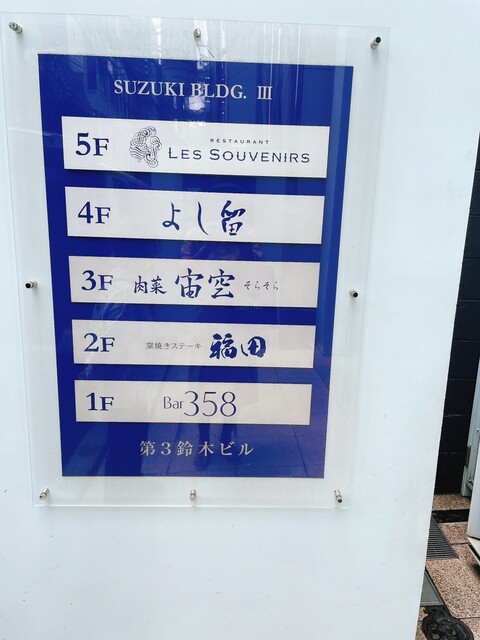 SUZUKI BLDG. III
5F RESTAURANT
LES SOUVENIRS
4F よし留
3F 肉菜 宙空 そらそら
2F 窯焼きステーキ 福田
1F Bar 358
第3鈴木ビル